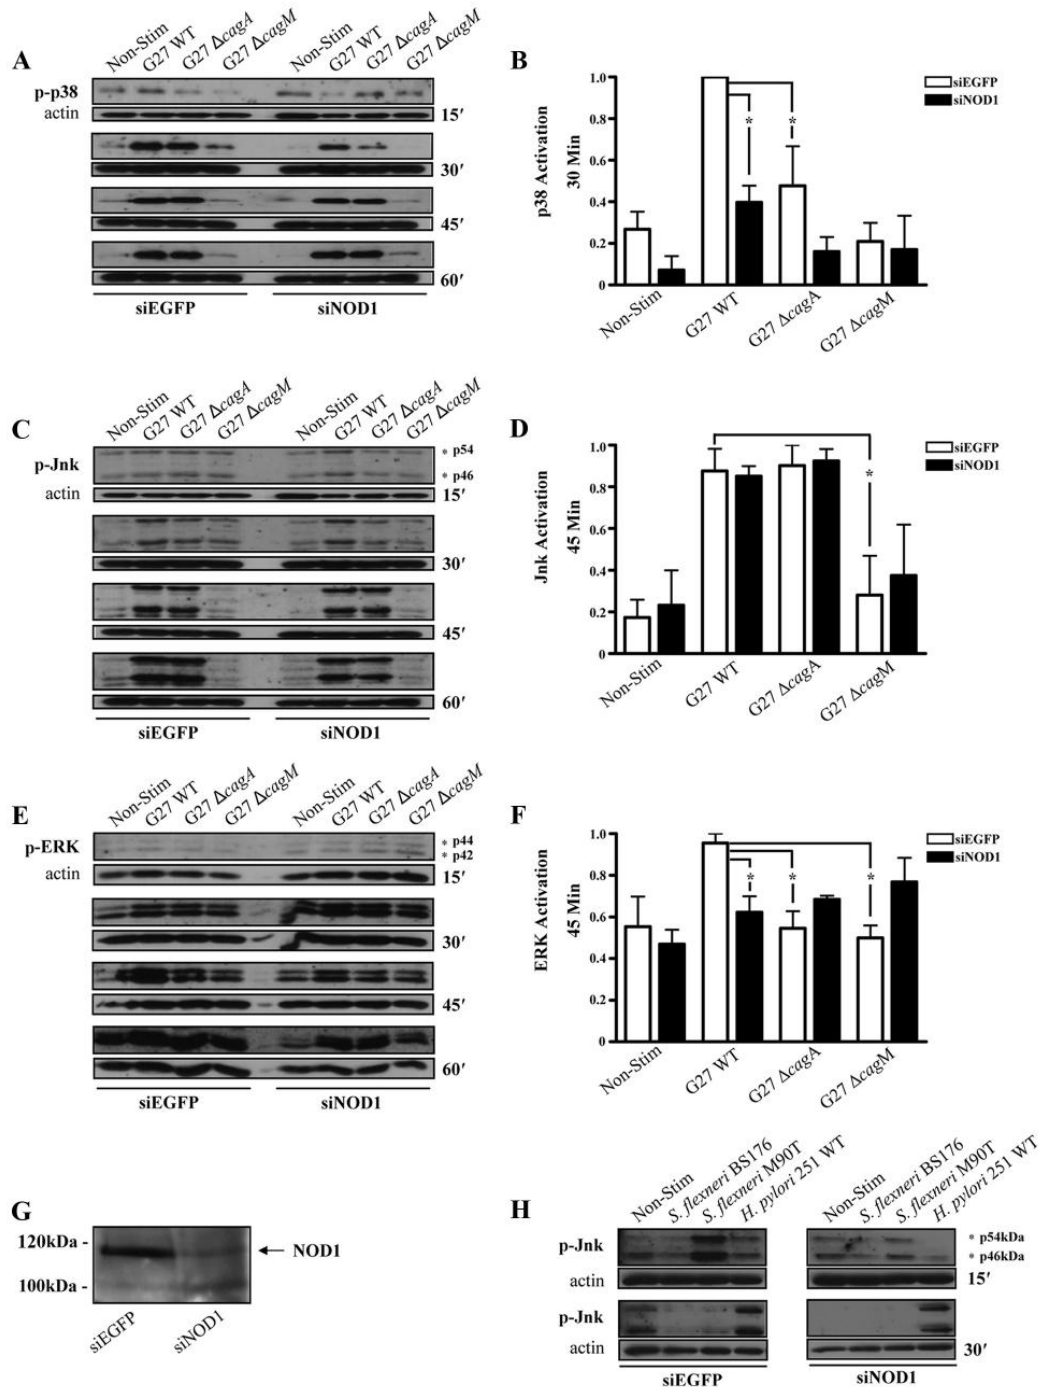 A
Non-Stim G27 WT G27 ΔcagA G27 ΔcagM Non-Stim G27 WT G27 ΔcagA G27 ΔcagM
p-p38
actin 15′
30′
45′
60′
siEGFP siNOD1
B
p38 Activation
30 Min
1.0
0.8
0.6
0.4
0.2
0
* *
siEGFP
siNOD1
Non-Stim G27 WT G27 ΔcagA G27 ΔcagM
C
Non-Stim G27 WT G27 ΔcagA G27 ΔcagM Non-Stim G27 WT G27 ΔcagA G27 ΔcagM
p-Jnk
* p54
* p46
actin 15′
30′
45′
60′
siEGFP siNOD1
D
Jnk Activation
45 Min
1.0
0.8
0.6
0.4
0.2
0
*
siEGFP
siNOD1
Non-Stim G27 WT G27 ΔcagA G27 ΔcagM
E
Non-Stim G27 WT G27 ΔcagA G27 ΔcagM Non-Stim G27 WT G27 ΔcagA G27 ΔcagM
p-ERK
* p44
* p42
actin 15′
30′
45′
60′
siEGFP siNOD1
F
ERK Activation
45 Min
1.0
0.8
0.6
0.4
0.2
0
* * *
siEGFP
siNOD1
Non-Stim G27 WT G27 ΔcagA G27 ΔcagM
G
120kDa -
100kDa -
← NOD1
siEGFP siNOD1
H
Non-Stim S. flexneri BS176 S. flexneri M90T H. pylori 251 WT Non-Stim S. flexneri BS176 S. flexneri M90T H. pylori 251 WT
p-Jnk
* p54kDa
* p46kDa
actin 15′
p-Jnk
actin 30′
siEGFP siNOD1